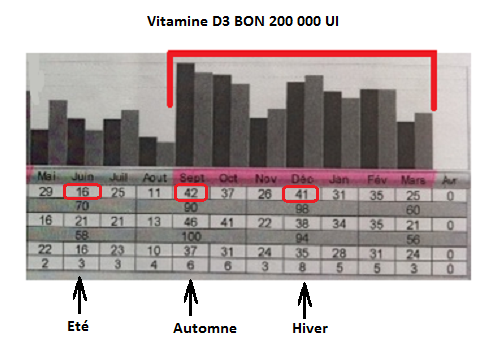 Vitamine D3 BON 200 000 UI
Mai Juin Juil Aout Sept Oct Nov Déc Jan Fév Mars Avr
29 16 25 11 42 37 26 41 31 35 25 0
70 90 98 60
16 21 21 13 46 41 22 38 34 35 21 0
58 100 94 56
22 16 23 10 37 31 24 35 28 31 24 0
2 3 3 4 6 6 3 8 5 5 3 0
Eté Automne Hiver